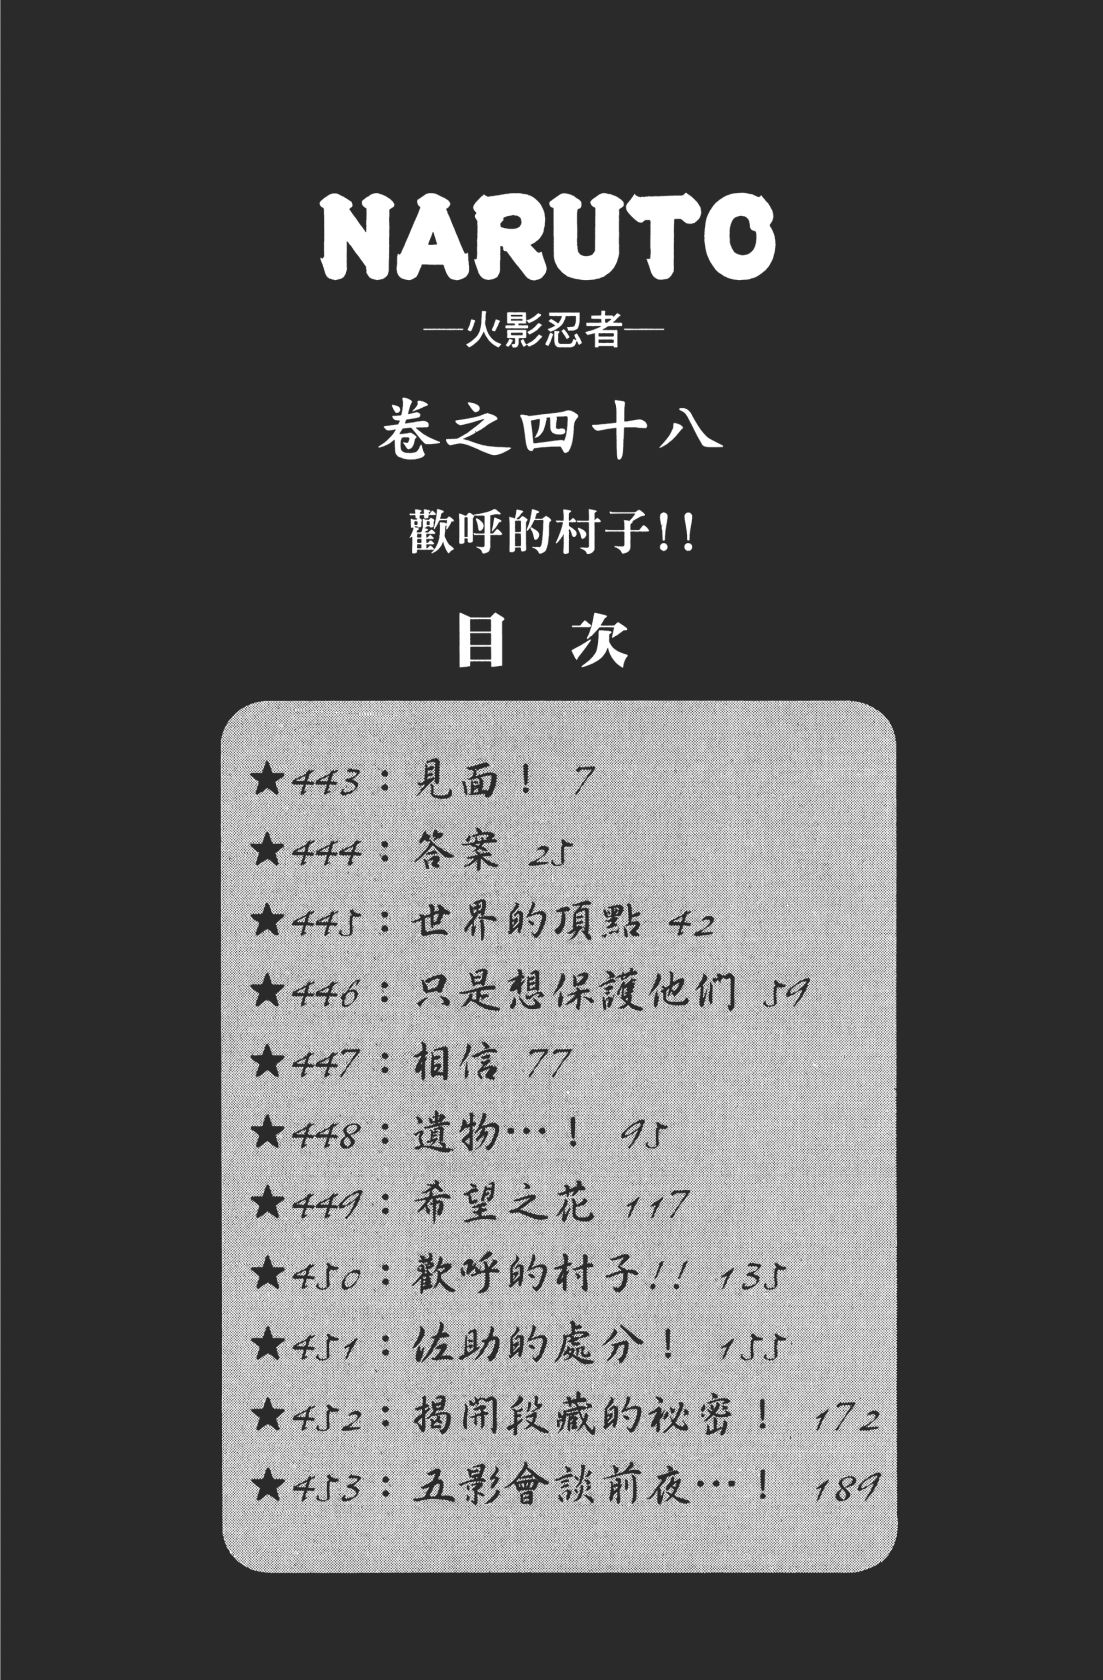 NARUTO
—火影忍者—
卷之四十八
歡呼的村子!!
目 次
★443：見面！ 7
★444：答案 25
★445：世界的頂點 42
★446：只是想保護他们 59
★447：相信 77
★448：遺物…！ 95
★449：希望之花 117
★450：歡呼的村子!! 135
★451：佐助的處分！ 155
★452：揭開段藏的祕密！ 172
★453：五影會談前夜…！ 189